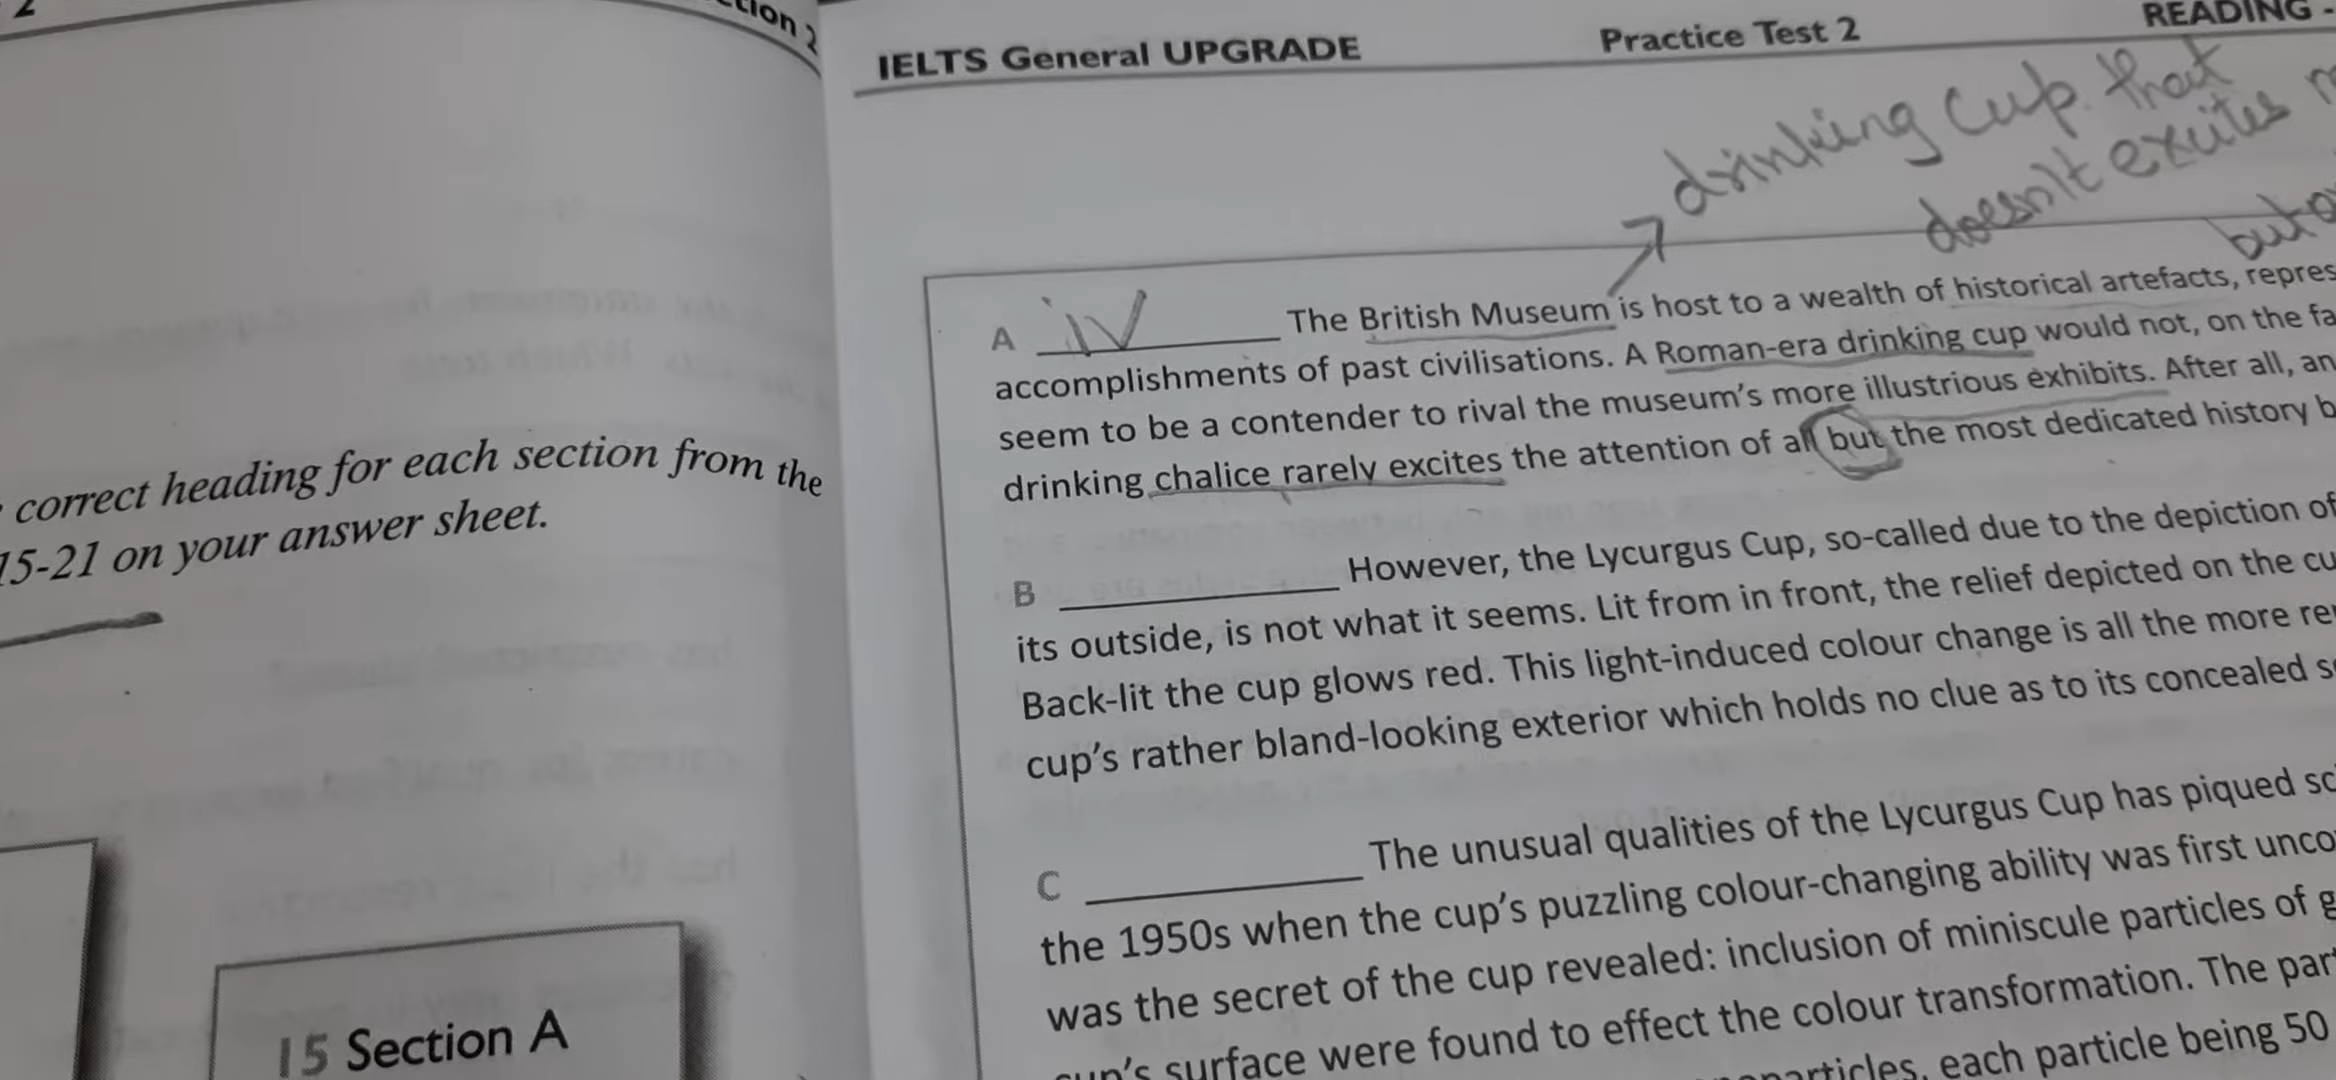 tion 2
correct heading for each section from the
15-21 on your answer sheet.
15 Section A
IELTS General UPGRADE Practice Test 2 READING -
drinking cup that
doesn't excites
but
A iv The British Museum is host to a wealth of historical artefacts, repres
accomplishments of past civilisations. A Roman-era drinking cup would not, on the fa
seem to be a contender to rival the museum's more illustrious exhibits. After all, an
drinking chalice rarely excites the attention of all but the most dedicated history b
B However, the Lycurgus Cup, so-called due to the depiction of
its outside, is not what it seems. Lit from in front, the relief depicted on the cu
Back-lit the cup glows red. This light-induced colour change is all the more re
cup's rather bland-looking exterior which holds no clue as to its concealed s
C The unusual qualities of the Lycurgus Cup has piqued sc
the 1950s when the cup's puzzling colour-changing ability was first unco
was the secret of the cup revealed: inclusion of miniscule particles of g
cup's surface were found to effect the colour transformation. The par
noparticles, each particle being 50